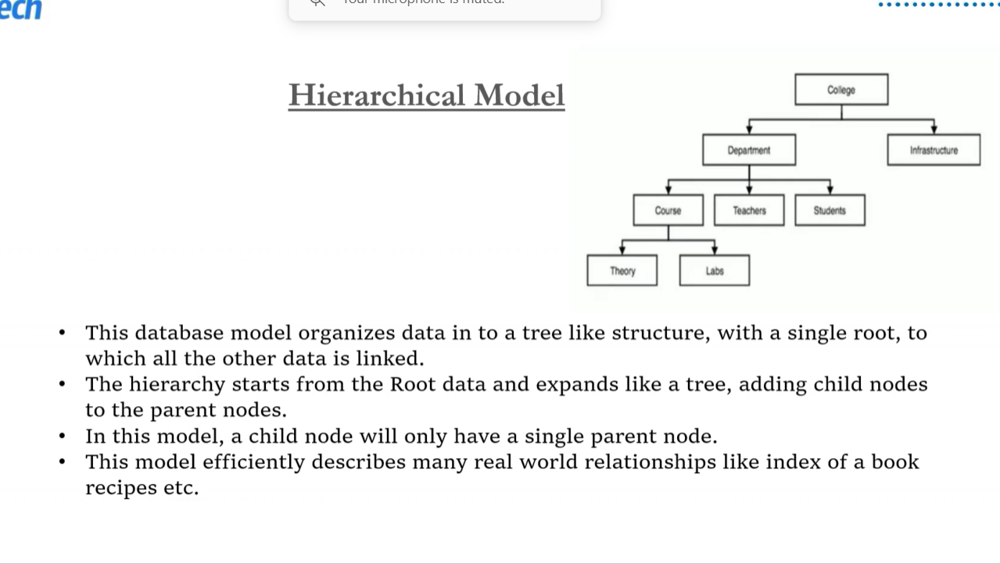 ech
Your microphone is muted.
Hierarchical Model
College
Department
Infrastructure
Course
Teachers
Students
Theory
Labs
• This database model organizes data in to a tree like structure, with a single root, to
which all the other data is linked.
• The hierarchy starts from the Root data and expands like a tree, adding child nodes
to the parent nodes.
• In this model, a child node will only have a single parent node.
• This model efficiently describes many real world relationships like index of a book
recipes etc.